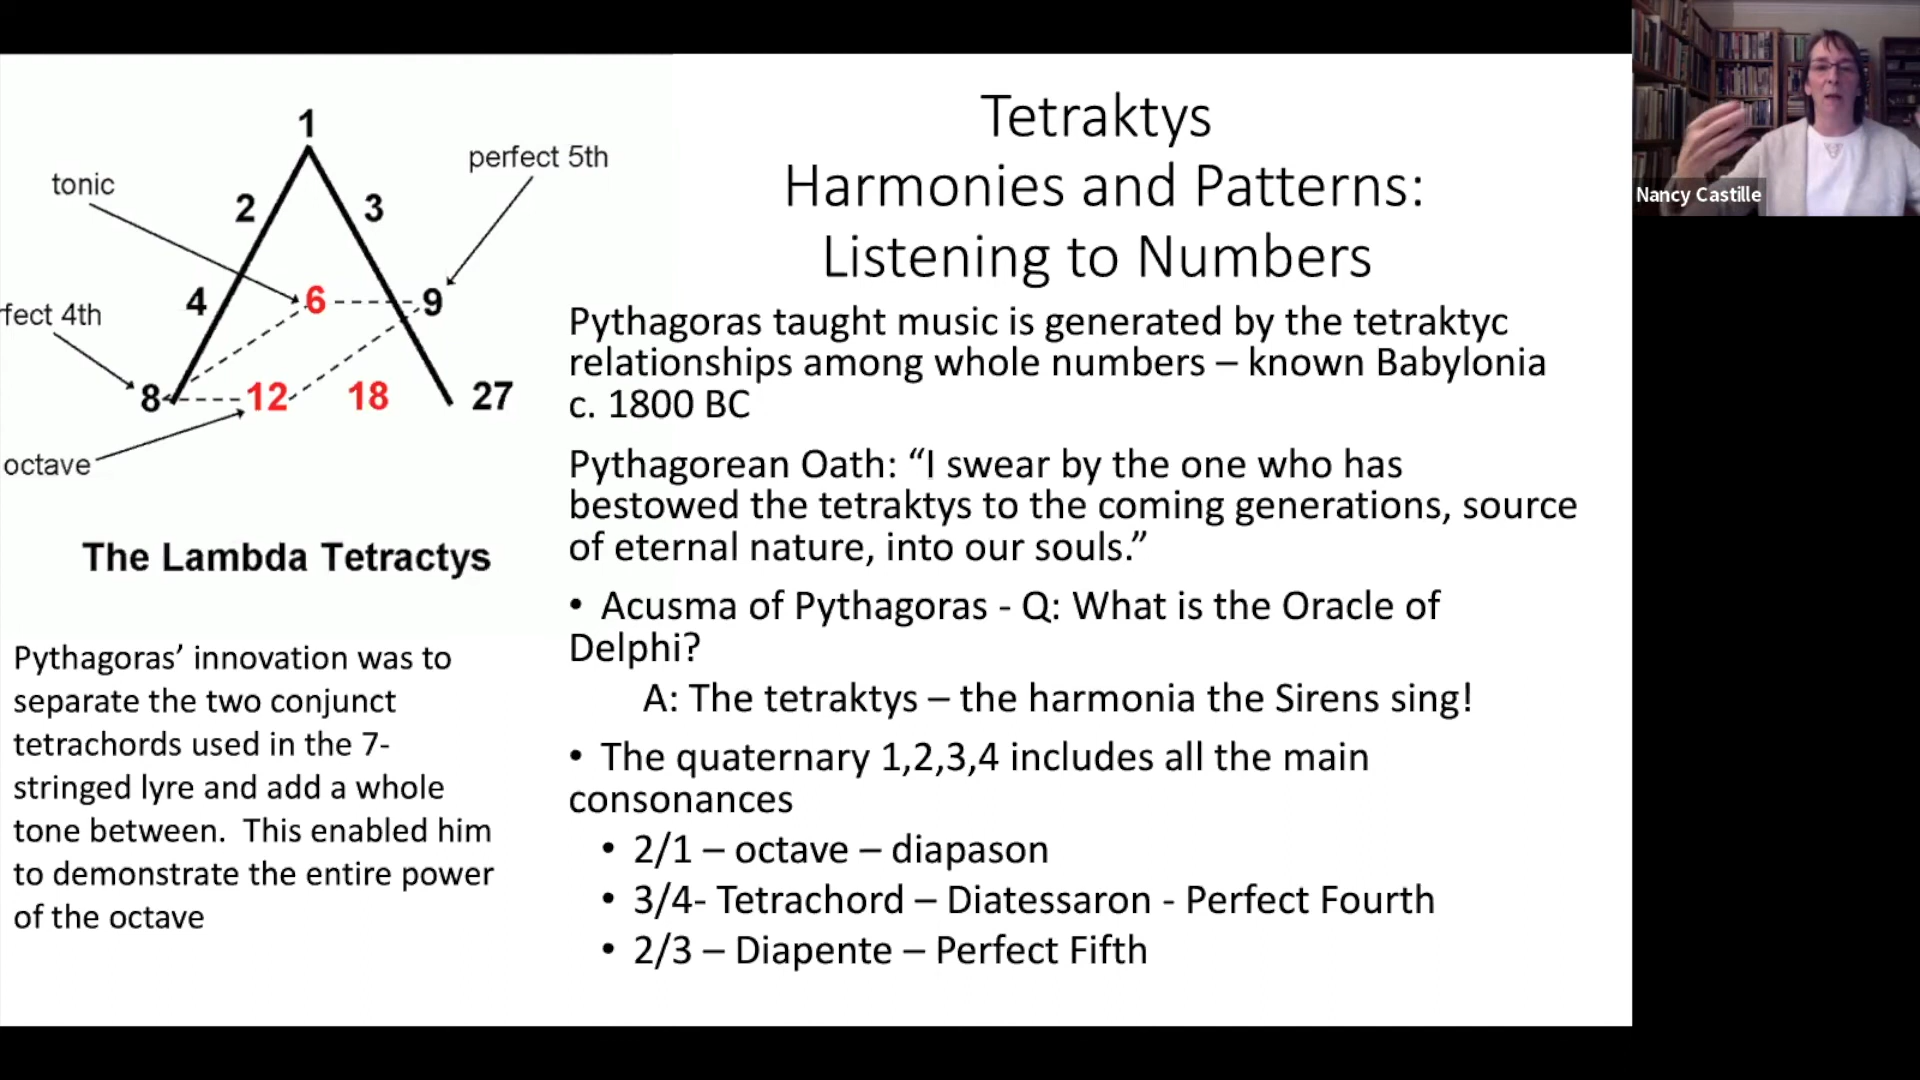 1
tonic
perfect 5th
2
3
4
6
9
fect 4th
8
12
18
27
octave
The Lambda Tetractys
Pythagoras’ innovation was to
separate the two conjunct
tetrachords used in the 7-
stringed lyre and add a whole
tone between.  This enabled him
to demonstrate the entire power
of the octave
Tetraktys
Harmonies and Patterns:
Listening to Numbers
Pythagoras taught music is generated by the tetraktyc
relationships among whole numbers – known Babylonia
c. 1800 BC
Pythagorean Oath: “I swear by the one who has
bestowed the tetraktys to the coming generations, source
of eternal nature, into our souls.”
• Acusma of Pythagoras - Q: What is the Oracle of
Delphi?
A: The tetraktys – the harmonia the Sirens sing!
• The quaternary 1,2,3,4 includes all the main
consonances
• 2/1 – octave – diapason
• 3/4- Tetrachord – Diatessaron - Perfect Fourth
• 2/3 – Diapente – Perfect Fifth
Nancy Castille